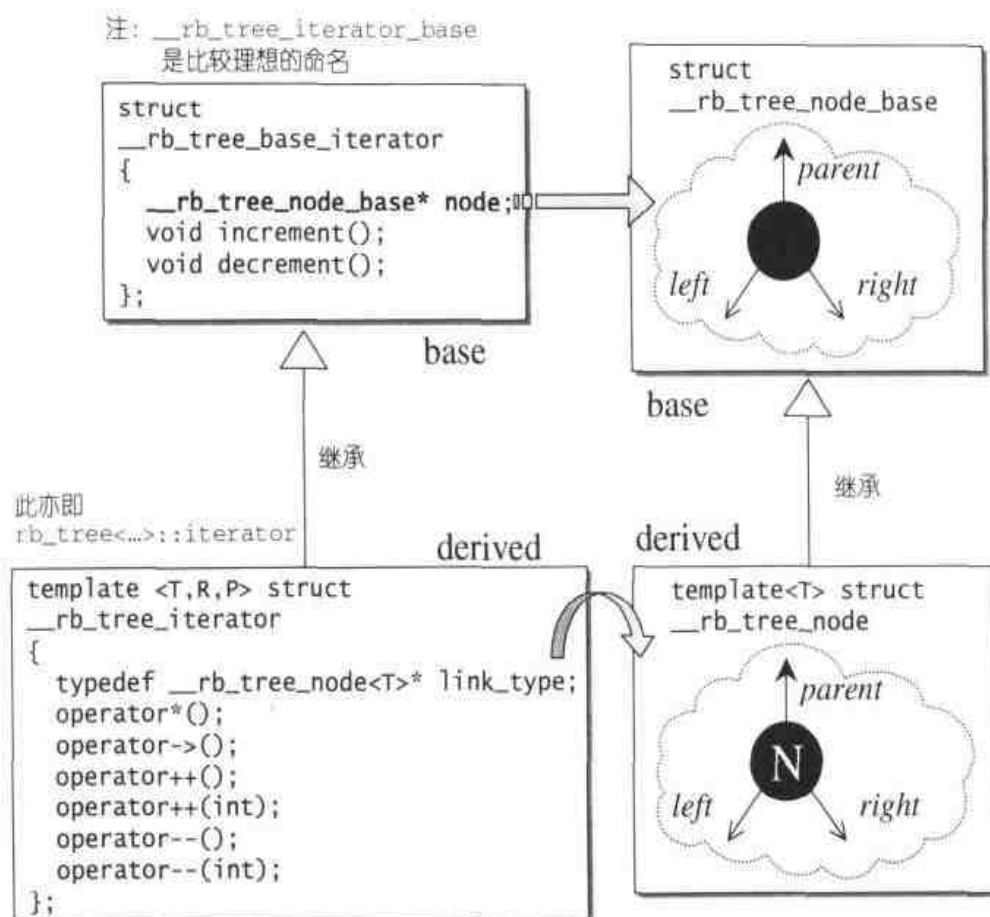 注: __rb_tree_iterator_base
是比较理想的命名
struct
__rb_tree_base_iterator
{
__rb_tree_node_base* node;
void increment();
void decrement();
};
base
struct
__rb_tree_node_base
parent
left
right
base
继承
继承
此亦即
rb_tree<…>::iterator
derived
template <T,R,P> struct
__rb_tree_iterator
{
typedef __rb_tree_node<T>* link_type;
operator*();
operator->();
operator++();
operator++(int);
operator--();
operator--(int);
};
derived
template<T> struct
__rb_tree_node
parent
N
left
right